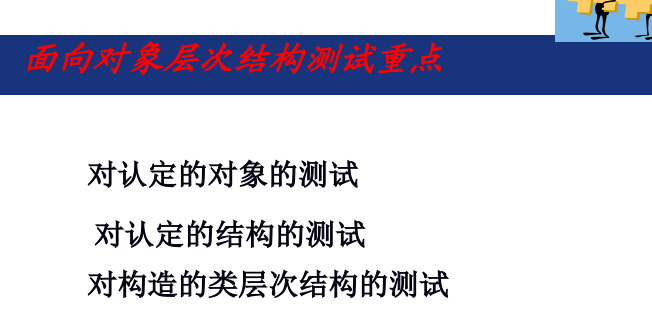 面向对象层次结构测试重点
对认定的对象的测试
对认定的结构的测试
对构造的类层次结构的测试